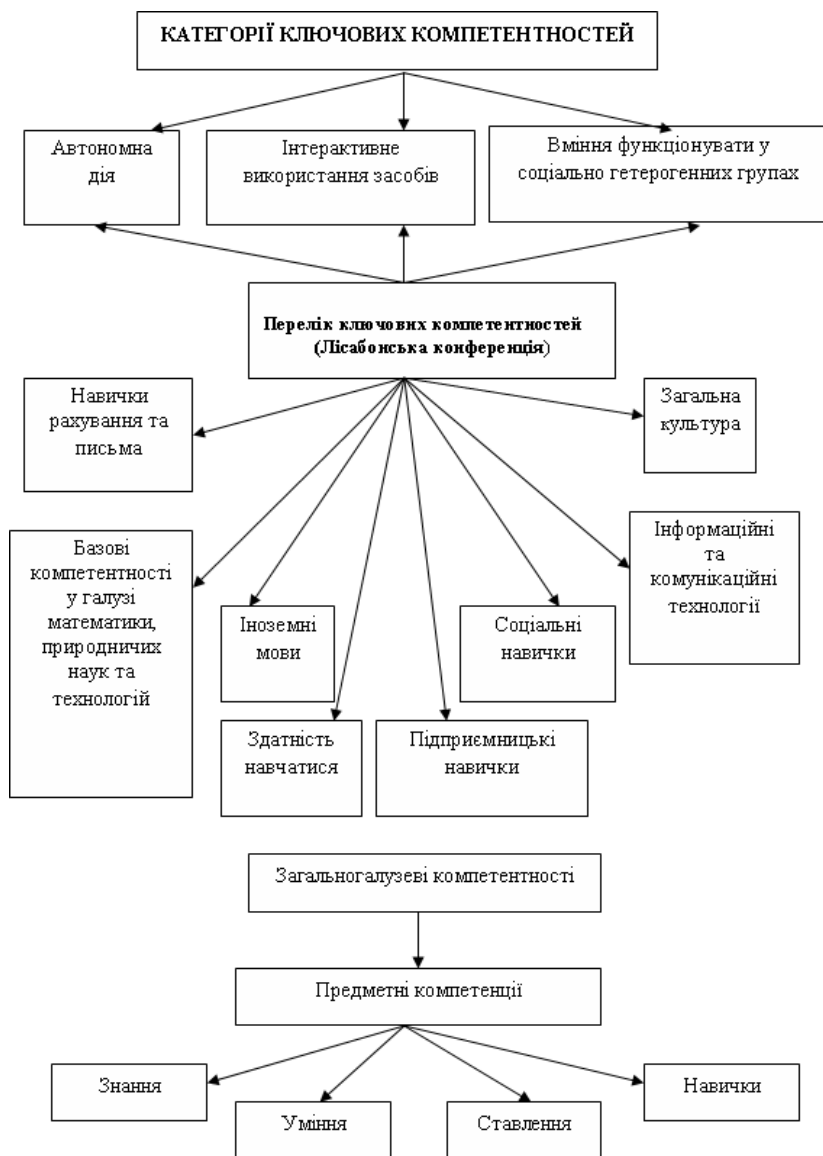 КАТЕГОРІЇ КЛЮЧОВИХ КОМПЕТЕНТНОСТЕЙ
Автономна
дія
Інтерактивне
використання засобів
Вміння функціонувати у
соціально гетерогенних групах
Перелік ключових компетентностей
(Лісабонська конференція)
Навички
рахування та
письма
Загальна
культура
Базові
компетентності
у галузі
математики,
природничих
наук та
технологій
Іноземні
мови
Соціальні
навички
Інформаційні
та
комунікаційні
технології
Здатність
навчатися
Підприємницькі
навички
Загальногалузеві компетентності
Предметні компетенції
Знання
Уміння
Ставлення
Навички